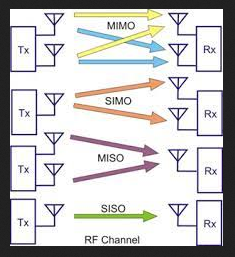 MIMO
Tx Rx
SIMO
Tx Rx
MISO
Tx Rx
SISO
Tx Rx
RF Channel